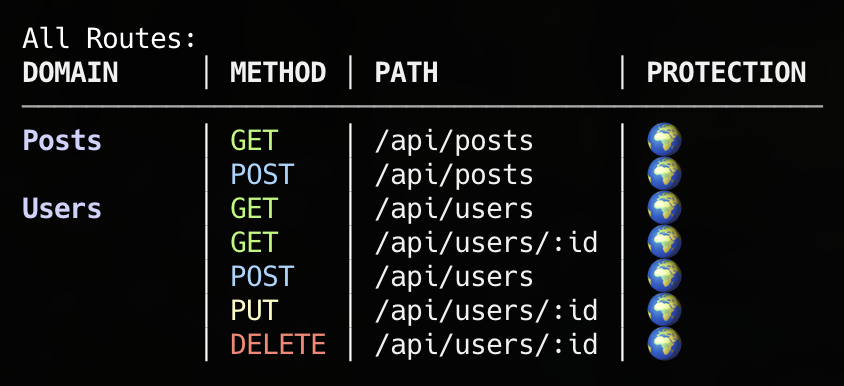 All Routes:
DOMAIN | METHOD | PATH | PROTECTION
Posts | GET | /api/posts | 🌍
| POST | /api/posts | 🌍
Users | GET | /api/users | 🌍
| GET | /api/users/:id | 🌍
| POST | /api/users | 🌍
| PUT | /api/users/:id | 🌍
| DELETE | /api/users/:id | 🌍